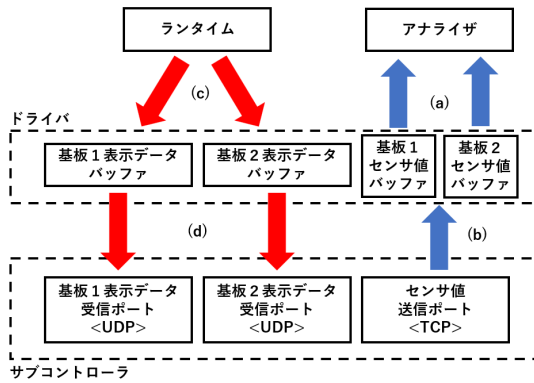 ランタイム
アナライザ
(c)
(a)
ドライバ
基板１表示データ
バッファ
基板２表示データ
バッファ
基板１
センサ値
バッファ
基板２
センサ値
バッファ
(d)
(b)
基板１表示データ
受信ポート
<UDP>
基板２表示データ
受信ポート
<UDP>
センサ値
送信ポート
<TCP>
サブコントローラ